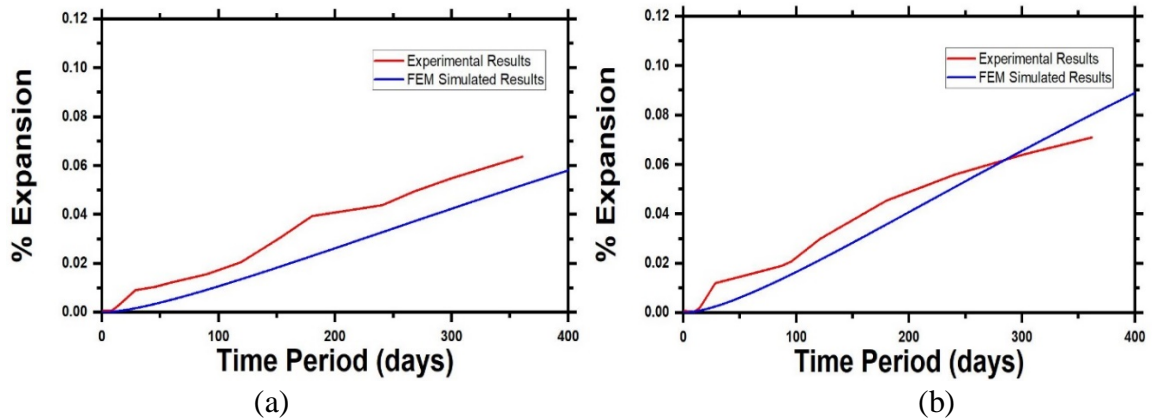 0.12
0.10
0.08
0.06
0.04
0.02
0.00
% Expansion
Experimental Results
FEM Simulated Results
0 100 200 300 400
Time Period (days)
(a)
0.12
0.10
0.08
0.06
0.04
0.02
0.00
% Expansion
Experimental Results
FEM Simulated Results
0 100 200 300 400
Time Period (days)
(b)